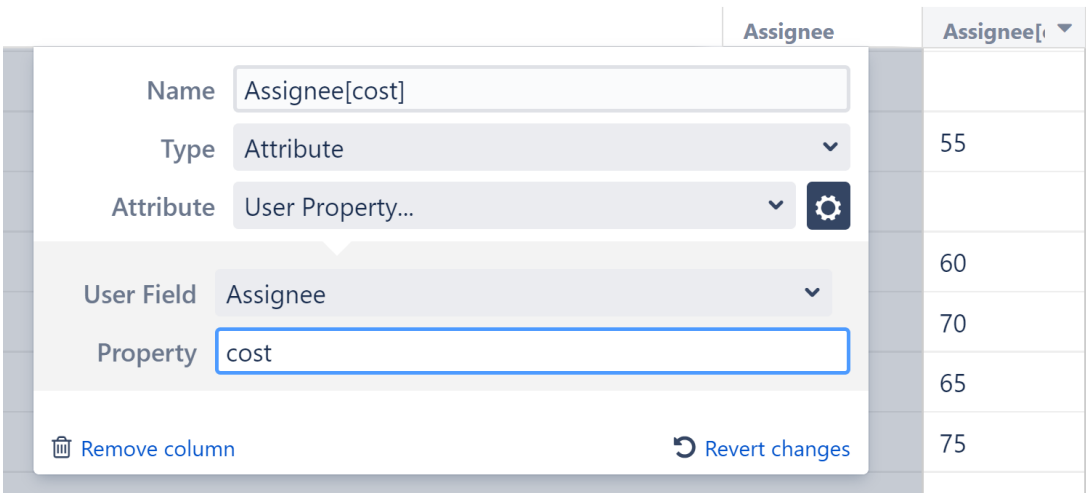 Assignee
Assignee[
Name
Assignee[cost]
Type
Attribute
Attribute
User Property...
User Field
Assignee
Property
cost
Remove column
Revert changes
55
60
70
65
75